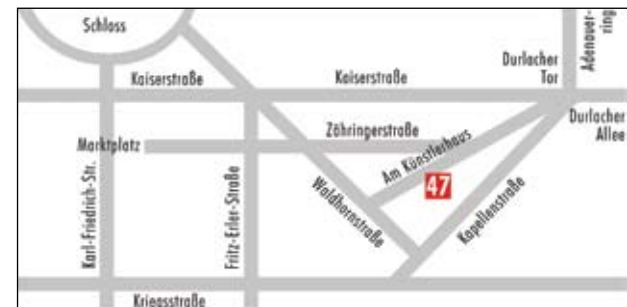 Schloss
Adenauer-
ring
Durlacher
Tor
Kaiserstraße
Kaiserstraße
Durlacher
Allee
Zähringerstraße
Marktplatz
Am Künstlerhaus
47
Karl-Friedrich-Str.
Fritz-Erler-Straße
Waldhornstraße
Kapellenstraße
Kriegsstraße